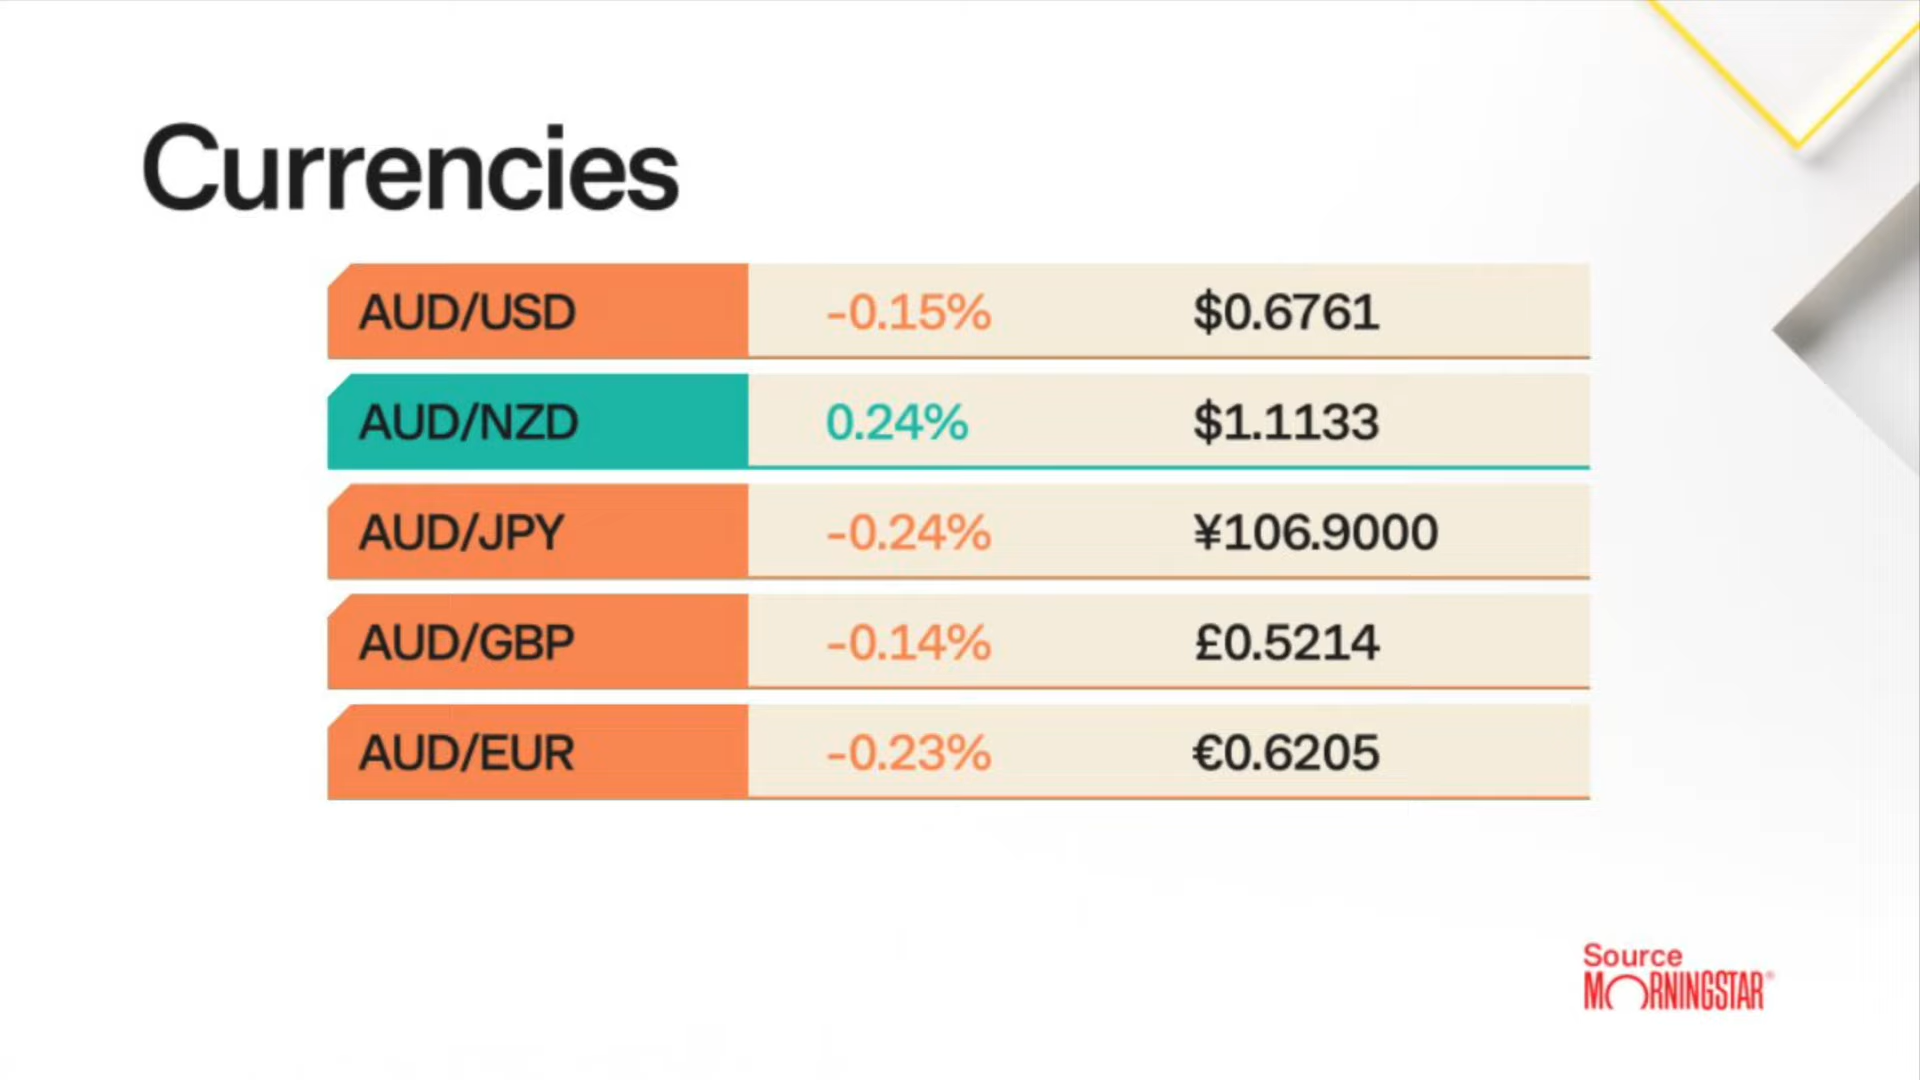 Currencies
AUD/USD -0.15% $0.6761
AUD/NZD 0.24% $1.1133
AUD/JPY -0.24% ¥106.9000
AUD/GBP -0.14% £0.5214
AUD/EUR -0.23% €0.6205
Source
MORNINGSTAR®